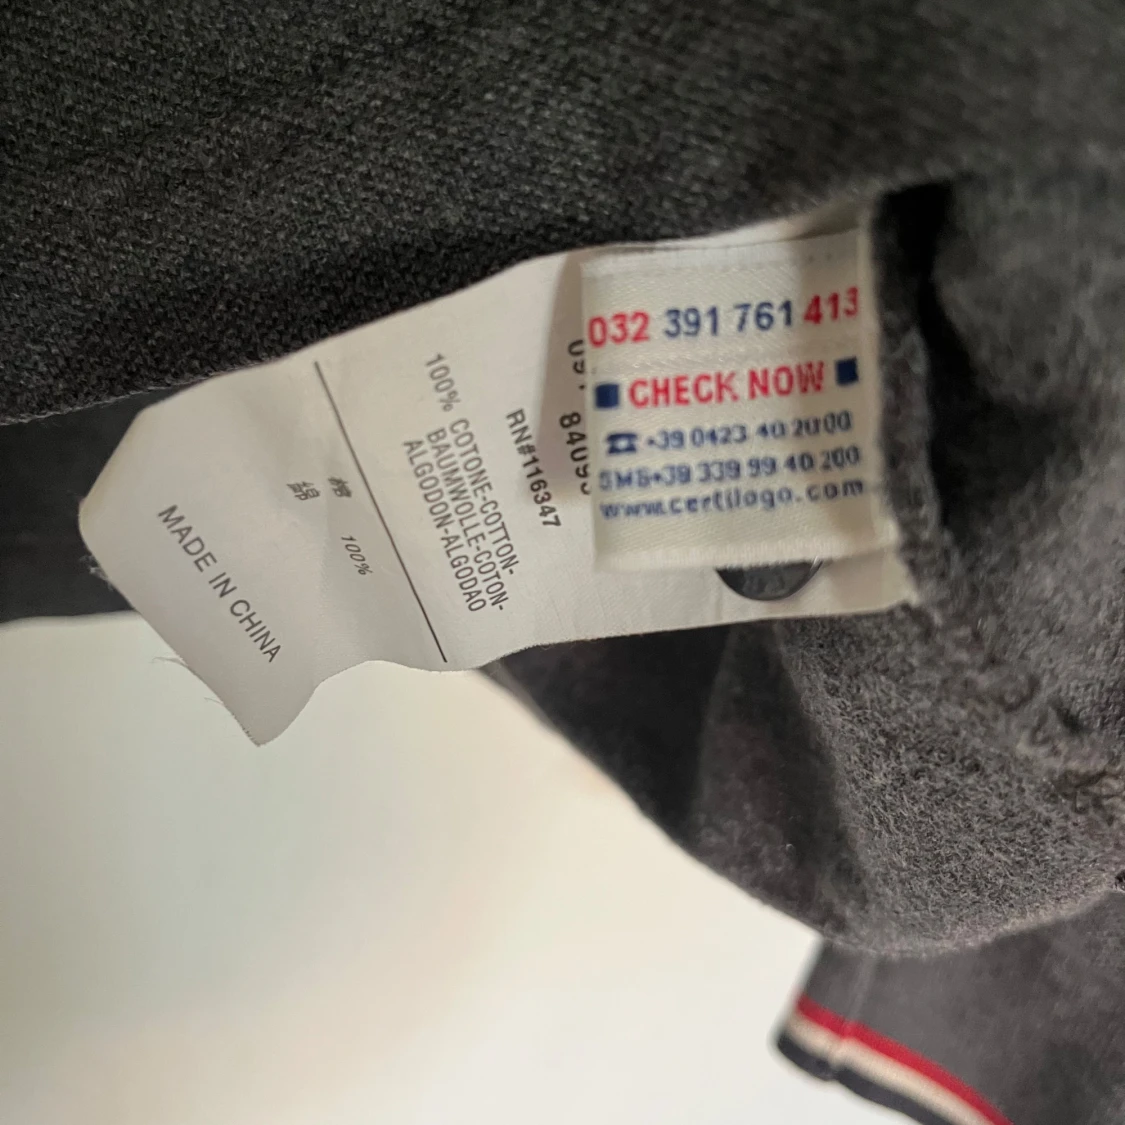 032 391 761 413
CHECK NOW
+39 0423 40 20 00
SMS+39 339 99 40 200
www.certilogo.com
RN#116347
100% COTONE-COTTON-
BAUMWOLLE-COTON-
ALGODON-ALGODAO
棉 100%
綿
MADE IN CHINA